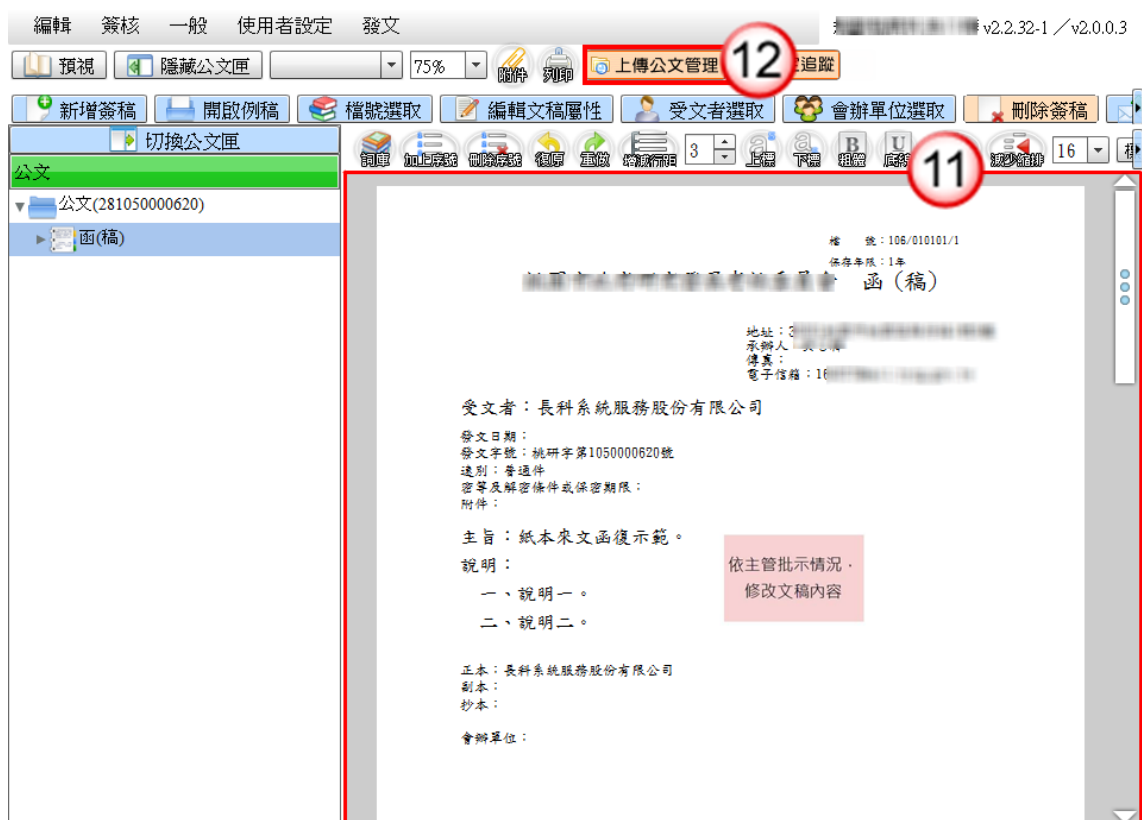 編輯 簽核 一般 使用者設定 發文 v2.2.32-1 ／v2.0.0.3
預視 隱藏公文匣 75% 附件 列印 上傳公文管理 12 追蹤
新增簽稿 開啟例稿 檔號選取 編輯文稿屬性 受文者選取 會辦單位選取 刪除簽稿
切換公文匣
詞庫 加上序號 刪除序號 復原 重做 增減行距 3 上標 下標 粗體 底線 減少縮排 16
11
公文
公文(281050000620)
函(稿)
檔 號：106/010101/1
保存年限：1年
函（稿）
地址：3
承辦人
傳真：
電子信箱：16
受文者：長科系統服務股份有限公司
發文日期：
發文字號：桃研字第1050000620號
速別：普通件
密等及解密條件或保密期限：
附件：
主旨：紙本來文函復示範。
說明：
一、說明一。
二、說明二。
依主管批示情況，
修改文稿內容
正本：長科系統服務股份有限公司
副本：
抄本：
會辦單位：